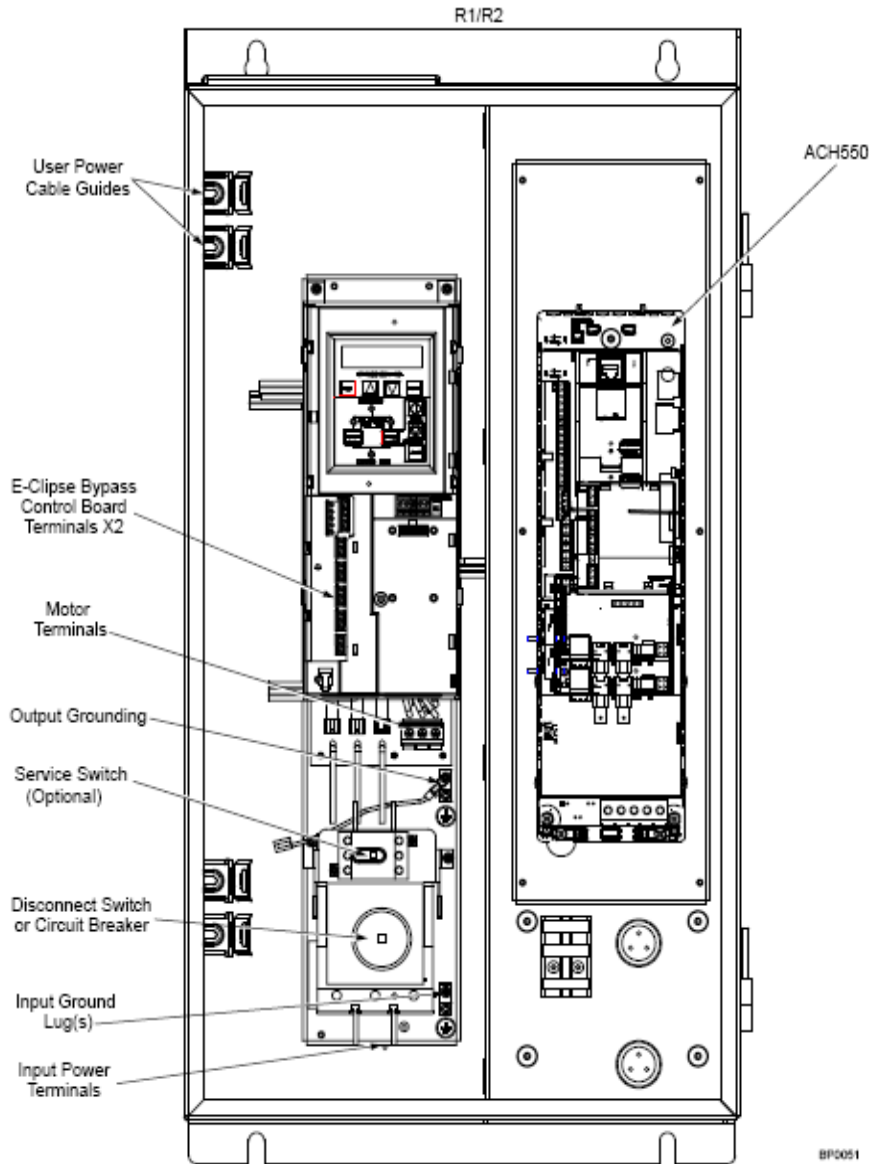 R1/R2
User Power
Cable Guides
ACH550
E-Clipse Bypass
Control Board
Terminals X2
Motor
Terminals
Output Grounding
Service Switch
(Optional)
Disconnect Switch
or Circuit Breaker
Input Ground
Lug(s)
Input Power
Terminals
BP0051